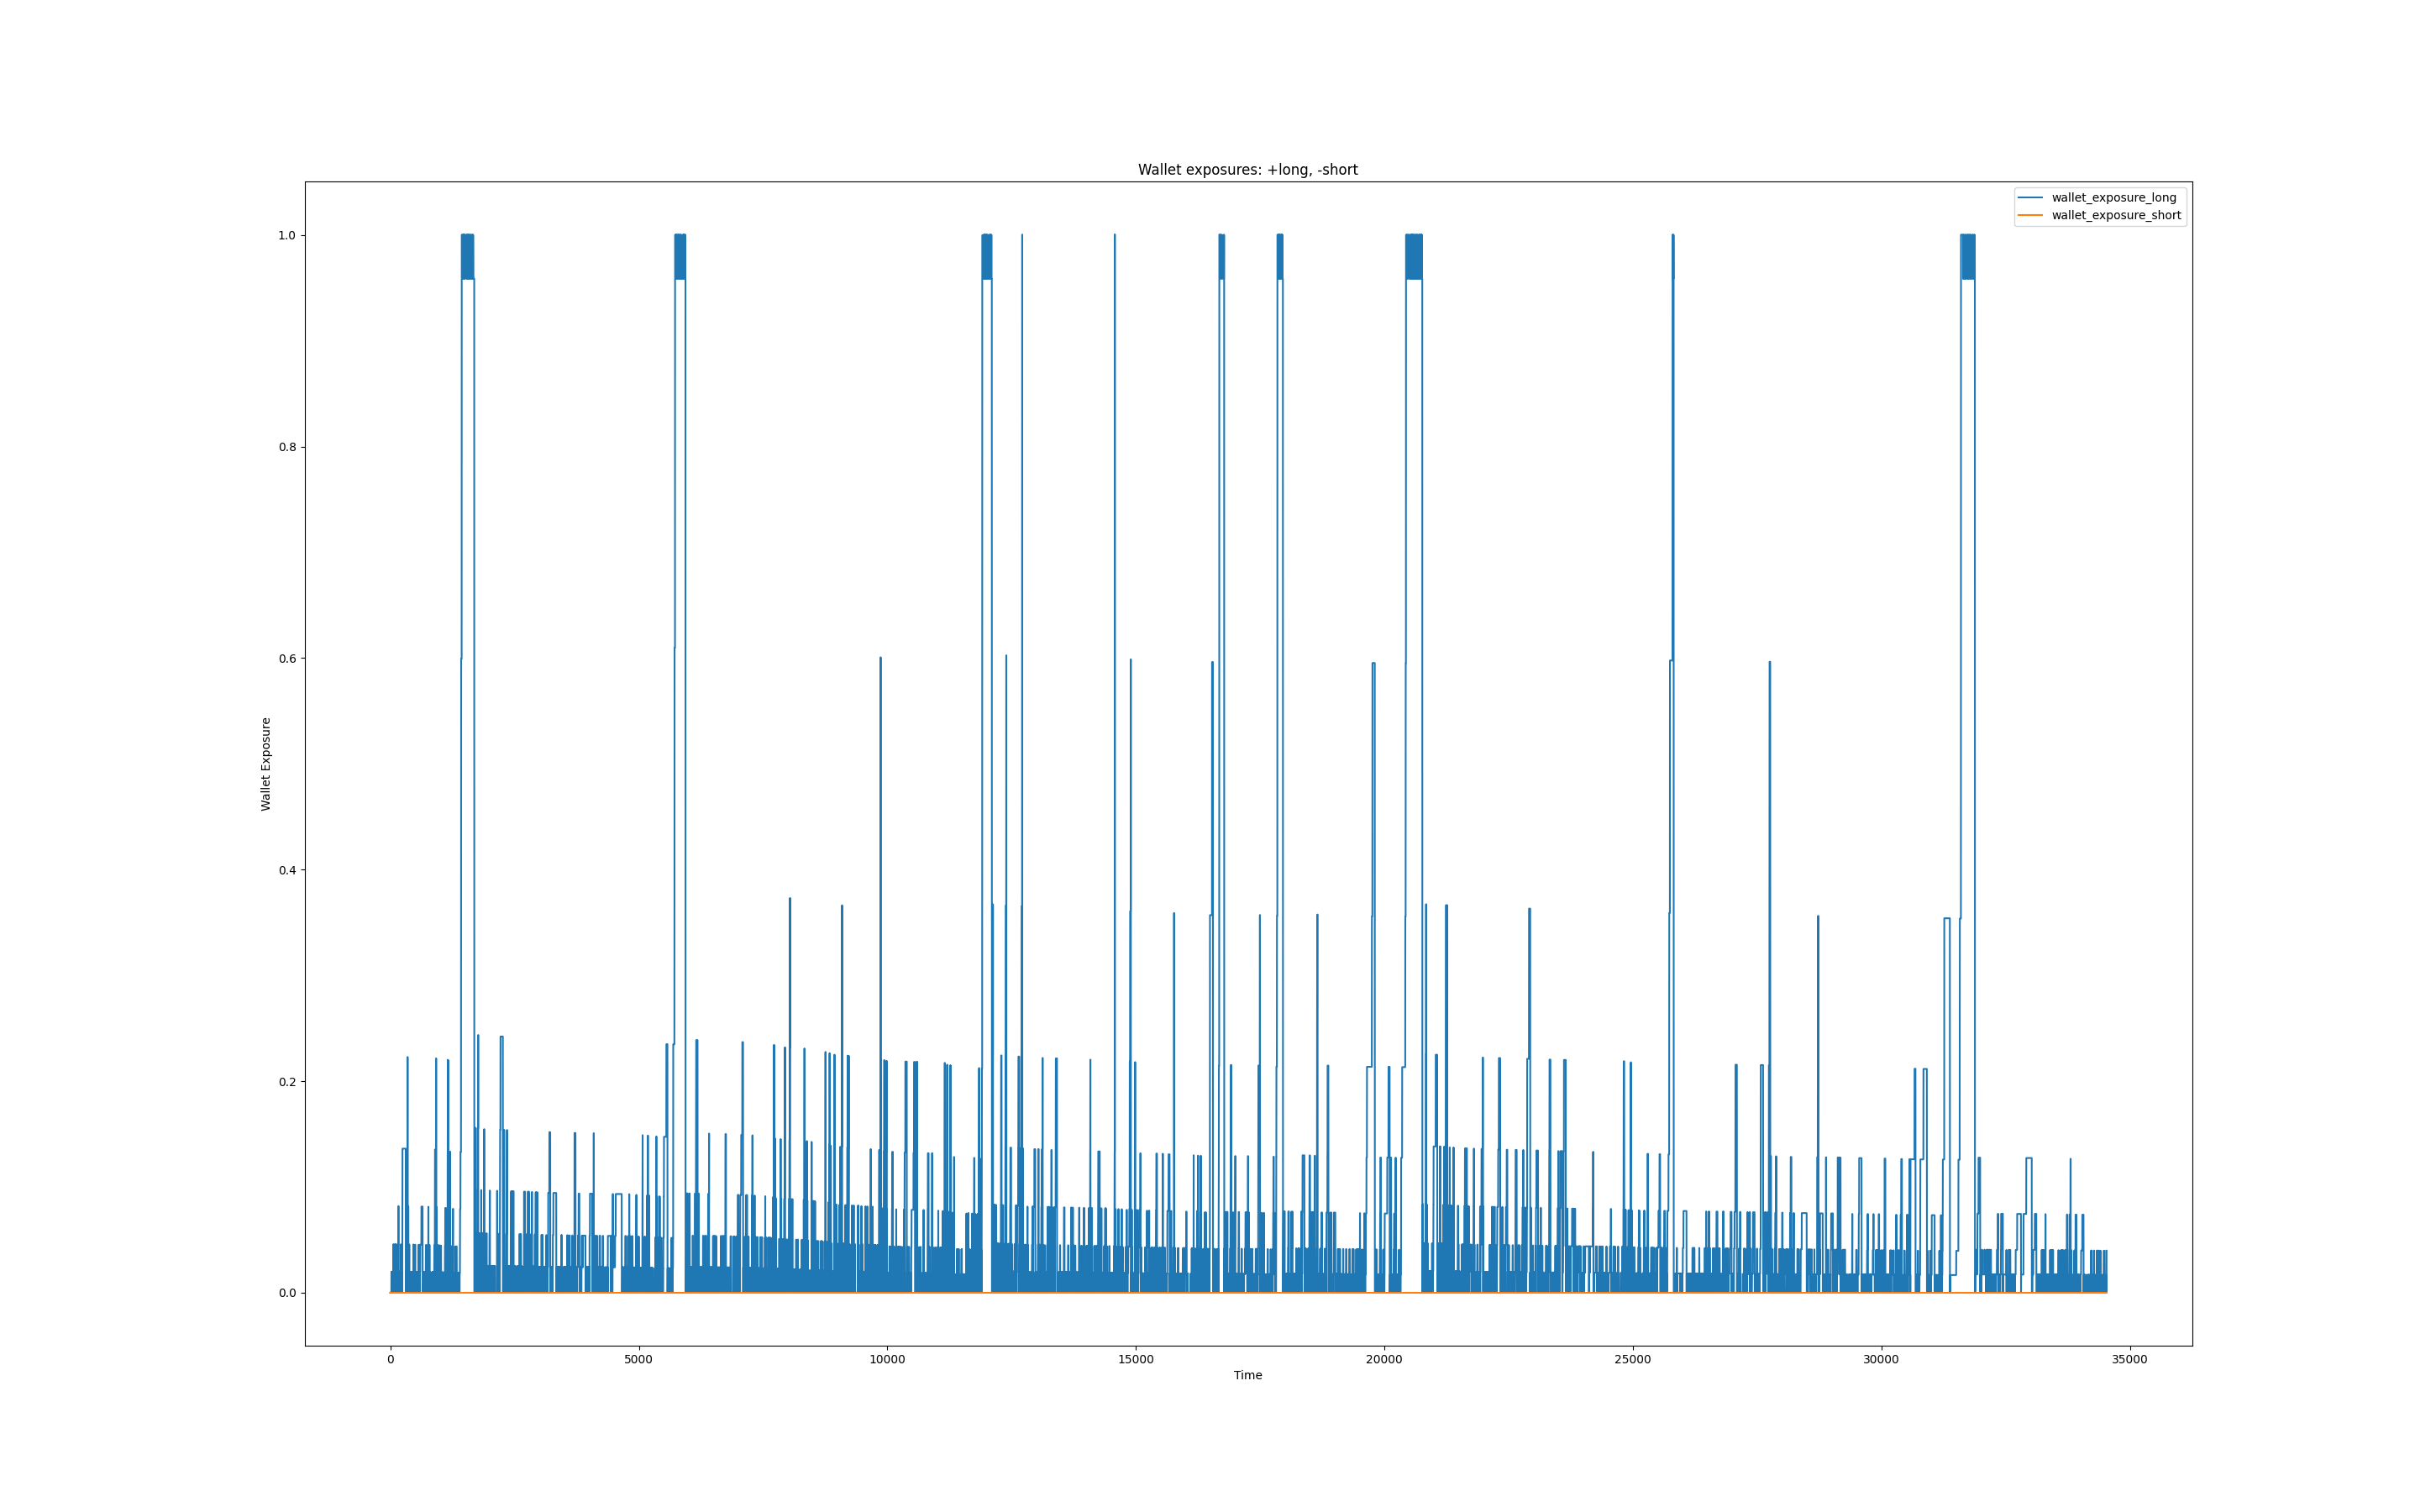 Wallet exposures: +long, -short
wallet_exposure_long
wallet_exposure_short
1.0
0.8
0.6
0.4
0.2
0.0
Wallet Exposure
0 5000 10000 15000 20000 25000 30000 35000
Time